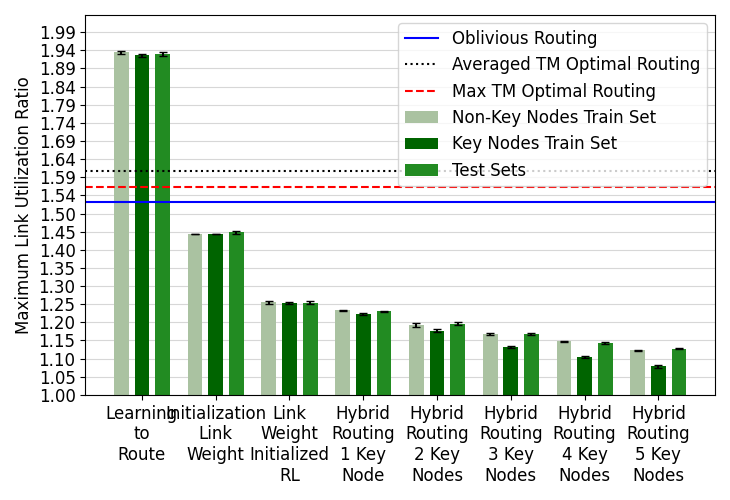 Maximum Link Utilization Ratio
1.99
1.94
1.89
1.84
1.79
1.74
1.69
1.64
1.59
1.54
1.50
1.45
1.40
1.35
1.30
1.25
1.20
1.15
1.10
1.05
1.00
Oblivious Routing
Averaged TM Optimal Routing
Max TM Optimal Routing
Non-Key Nodes Train Set
Key Nodes Train Set
Test Sets
Learning
to
Route
Initialization
Link
Weight
Link
Weight
Initialized
RL
Hybrid
Routing
1 Key
Node
Hybrid
Routing
2 Key
Nodes
Hybrid
Routing
3 Key
Nodes
Hybrid
Routing
4 Key
Nodes
Hybrid
Routing
5 Key
Nodes